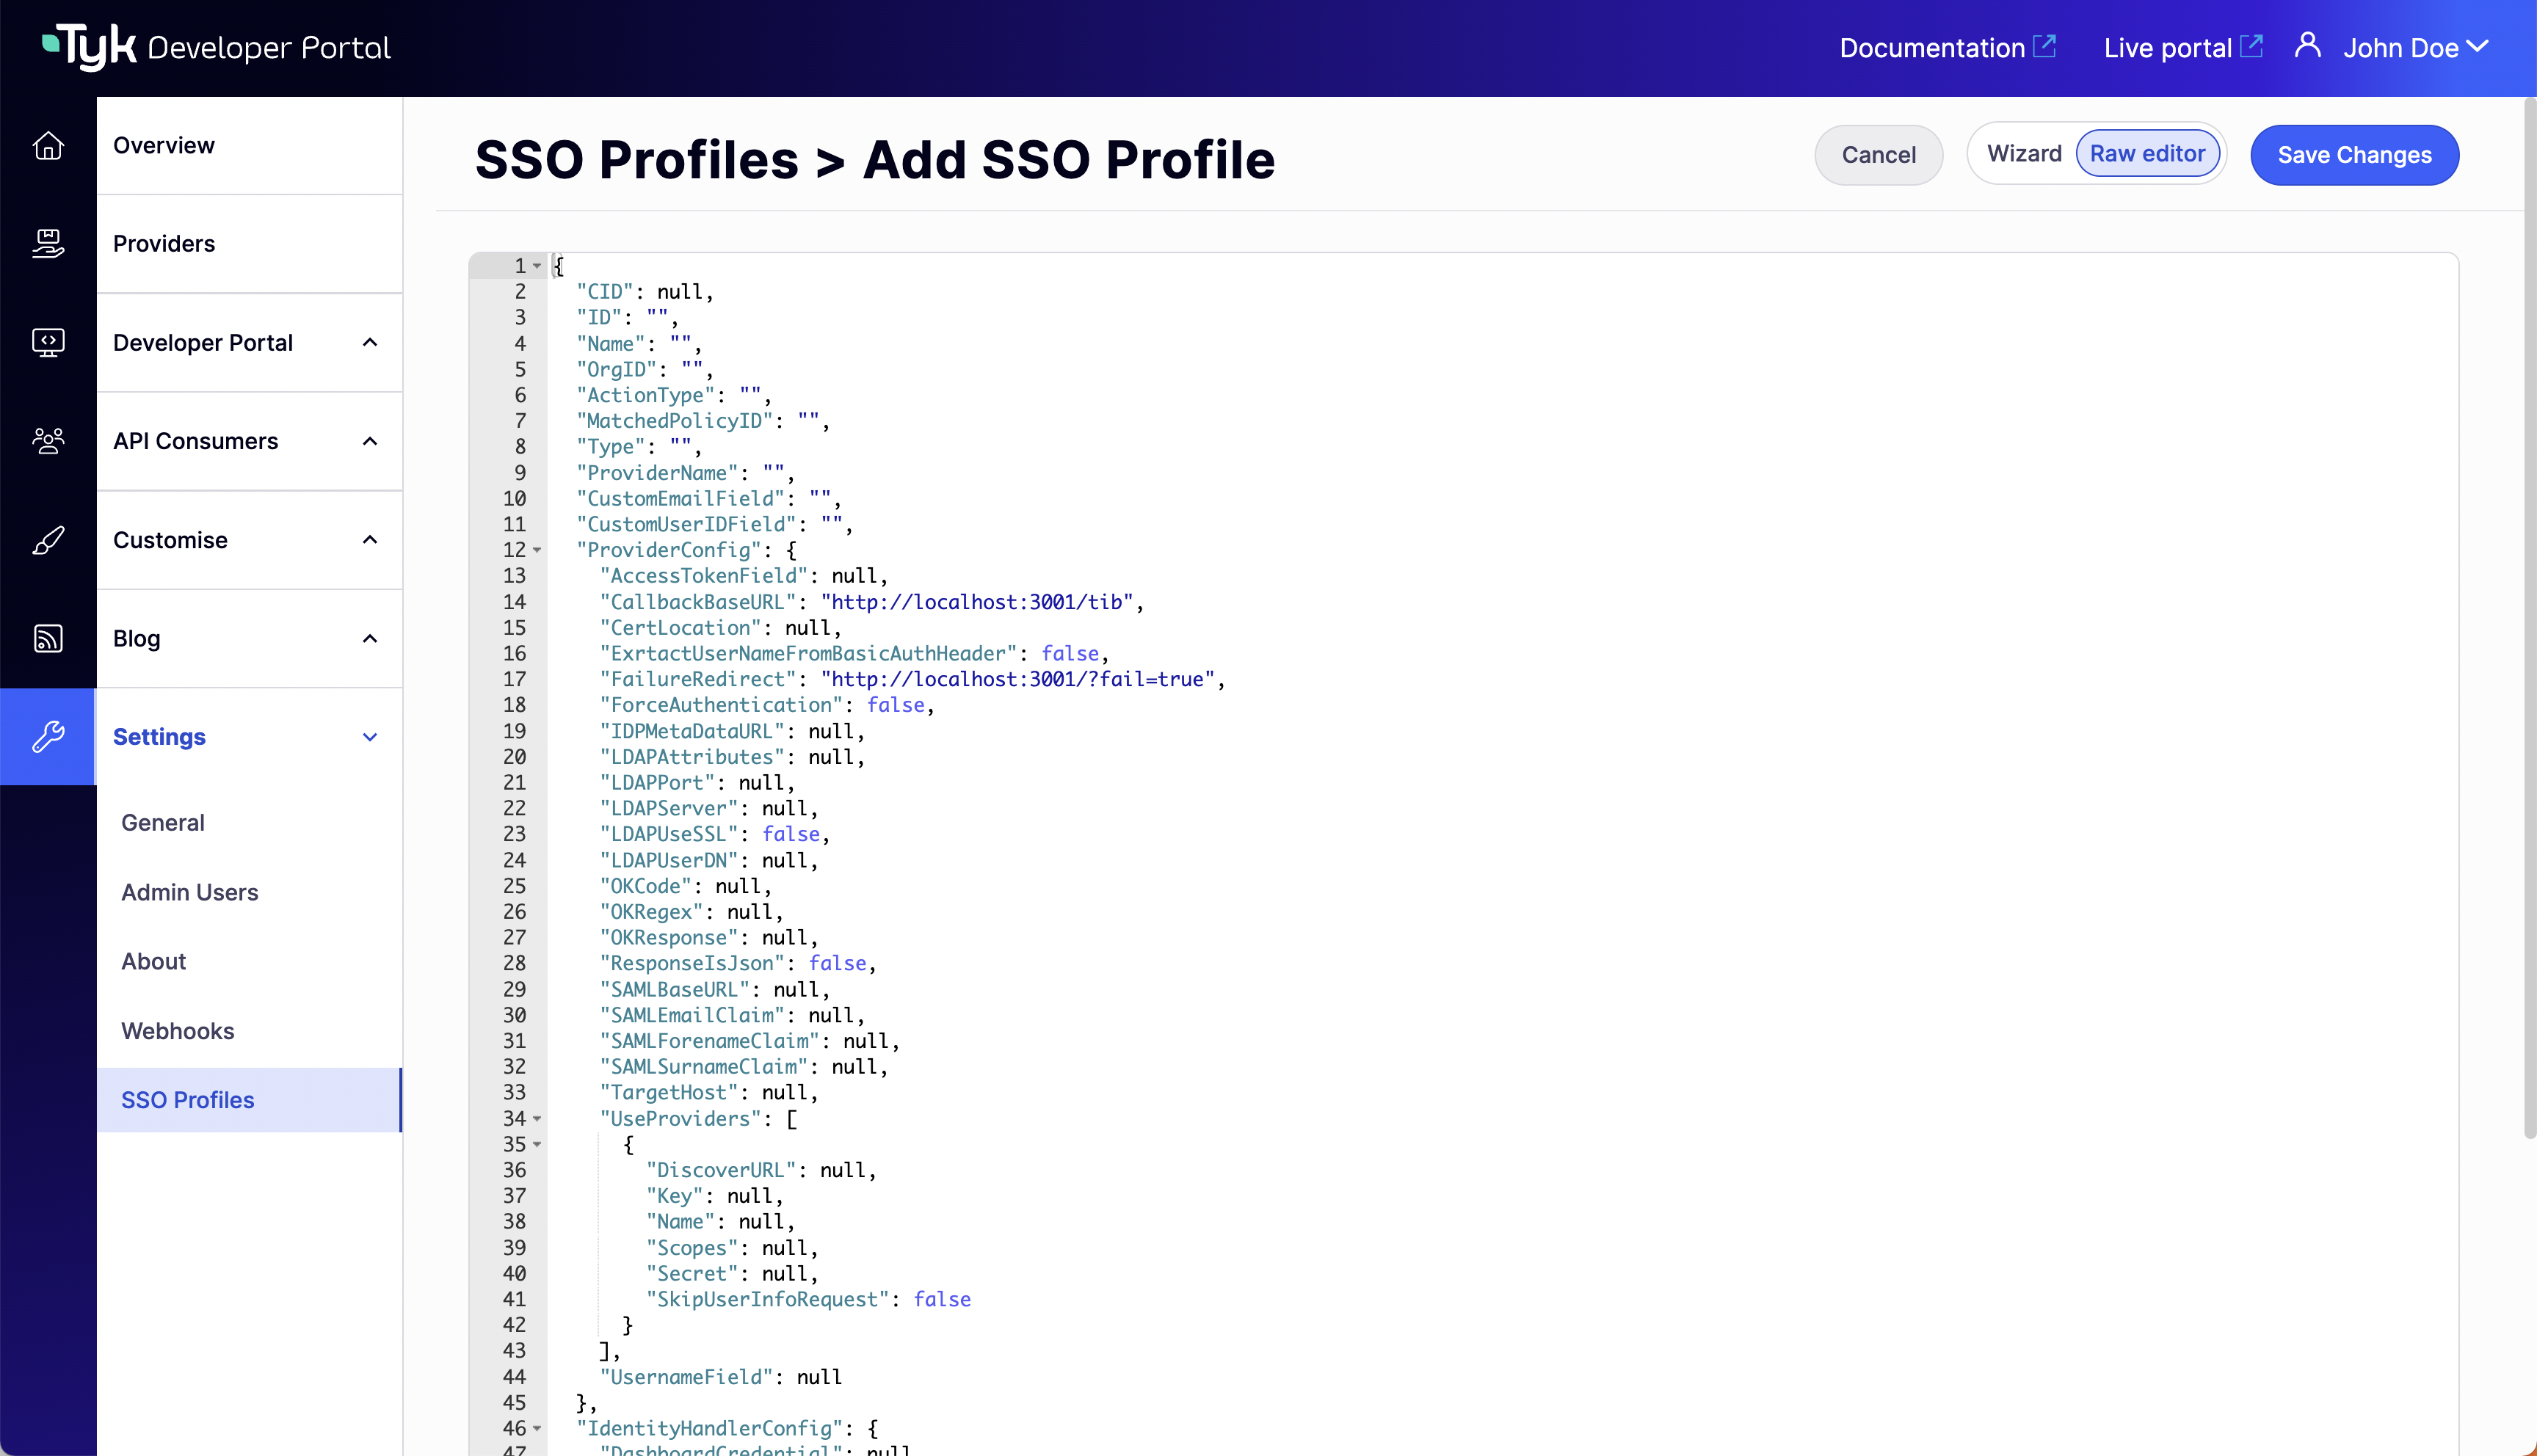 Tyk Developer Portal
Documentation
Live portal
John Doe
Overview
Providers
Developer Portal
API Consumers
Customise
Blog
Settings
General
Admin Users
About
Webhooks
SSO Profiles
SSO Profiles > Add SSO Profile
Cancel
Wizard
Raw editor
Save Changes
1 {
2 "CID": null,
3 "ID": "",
4 "Name": "",
5 "OrgID": "",
6 "ActionType": "",
7 "MatchedPolicyID": "",
8 "Type": "",
9 "ProviderName": "",
10 "CustomEmailField": "",
11 "CustomUserIDField": "",
12 "ProviderConfig": {
13 "AccessTokenField": null,
14 "CallbackBaseURL": "http://localhost:3001/tib",
15 "CertLocation": null,
16 "ExrtactUserNameFromBasicAuthHeader": false,
17 "FailureRedirect": "http://localhost:3001/?fail=true",
18 "ForceAuthentication": false,
19 "IDPMetaDataURL": null,
20 "LDAPAttributes": null,
21 "LDAPPort": null,
22 "LDAPServer": null,
23 "LDAPUseSSL": false,
24 "LDAPUserDN": null,
25 "OKCode": null,
26 "OKRegex": null,
27 "OKResponse": null,
28 "ResponseIsJson": false,
29 "SAMLBaseURL": null,
30 "SAMLEmailClaim": null,
31 "SAMLForenameClaim": null,
32 "SAMLSurnameClaim": null,
33 "TargetHost": null,
34 "UseProviders": [
35 {
36 "DiscoverURL": null,
37 "Key": null,
38 "Name": null,
39 "Scopes": null,
40 "Secret": null,
41 "SkipUserInfoRequest": false
42 }
43 ],
44 "UsernameField": null
45 },
46 "IdentityHandlerConfig": {
47 "DashboardCredential": null